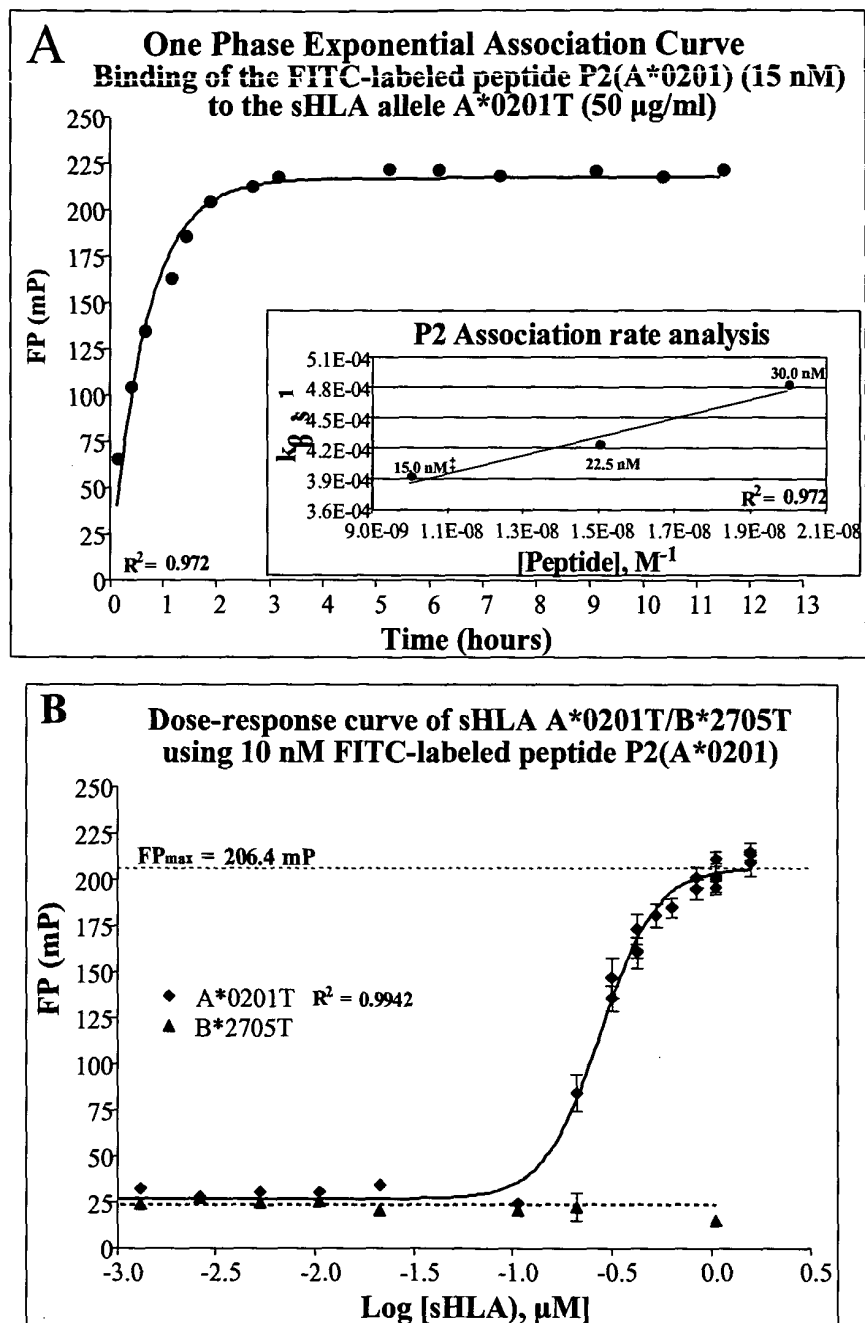 A
One Phase Exponential Association Curve
Binding of the FITC-labeled peptide P2(A*0201) (15 nM)
to the sHLA allele A*0201T (50 µg/ml)
250
225
200
175
150
125
100
75
50
25
0
FP (mP)
R² = 0.972
0 1 2 3 4 5 6 7 8 9 10 11 12 13
Time (hours)
P2 Association rate analysis
5.1E-04
4.8E-04
4.5E-04
4.2E-04
3.9E-04
3.6E-04
30.0 nM
15.0 nM‡
22.5 nM
R² = 0.972
9.0E-09 1.1E-08 1.3E-08 1.5E-08 1.7E-08 1.9E-08 2.1E-08
[Peptide], M⁻¹
B
Dose-response curve of sHLA A*0201T/B*2705T
using 10 nM FITC-labeled peptide P2(A*0201)
250
225
200
175
150
125
100
75
50
25
0
FP (mP)
FPmax = 206.4 mP
A*0201T R² = 0.9942
B*2705T
-3.0 -2.5 -2.0 -1.5 -1.0 -0.5 0.0 0.5
Log [sHLA), µM]